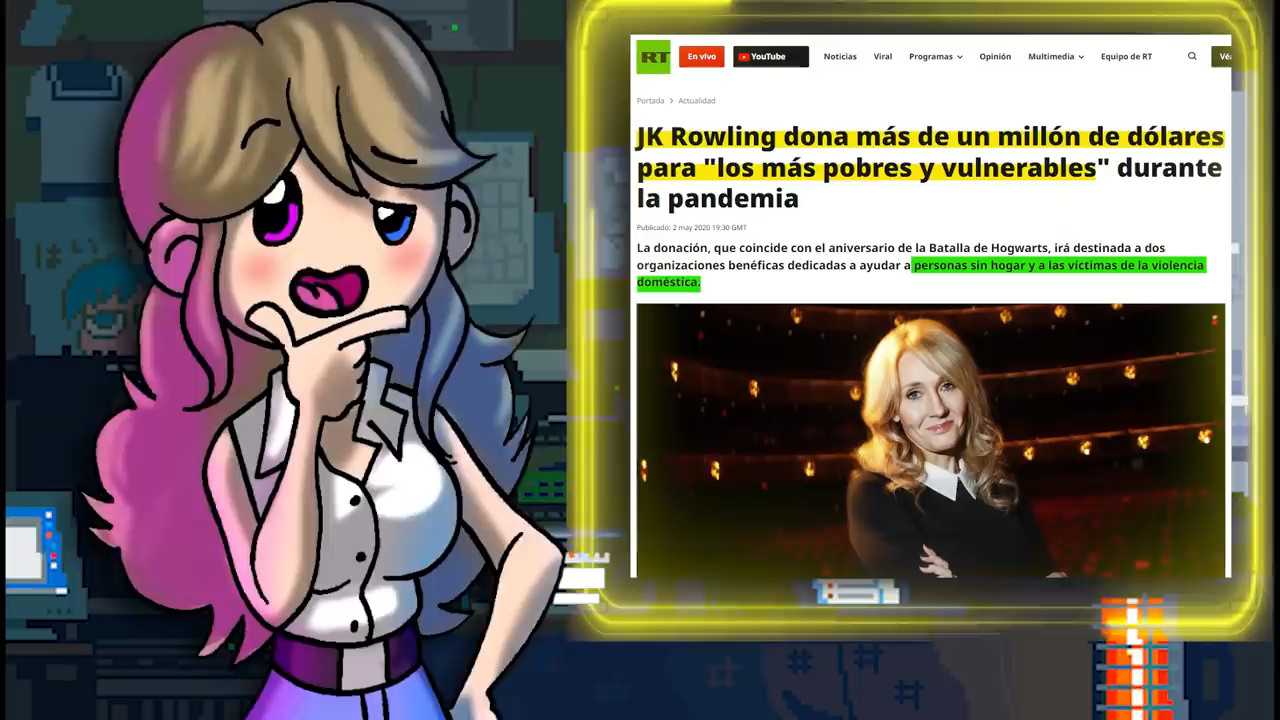 RT
En vivo
YouTube
Noticias
Viral
Programas
Opinión
Multimedia
Equipo de RT
Portada > Actualidad
JK Rowling dona más de un millón de dólares
para "los más pobres y vulnerables" durante
la pandemia
Publicado: 2 may 2020 19:30 GMT
La donación, que coincide con el aniversario de la Batalla de Hogwarts, irá destinada a dos
organizaciones benéficas dedicadas a ayudar a personas sin hogar y a las víctimas de la violencia
doméstica.